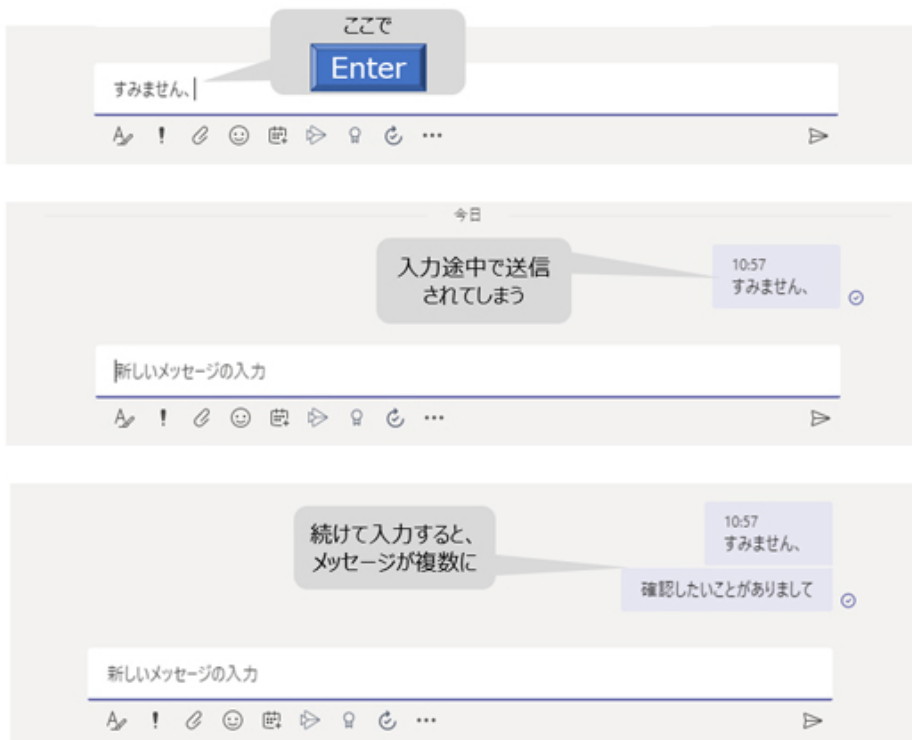 ここで
Enter
すみません、
今日
入力途中で送信
されてしまう
10:57
すみません、
新しいメッセージの入力
続けて入力すると、
メッセージが複数に
10:57
すみません、
確認したいことがありまして
新しいメッセージの入力